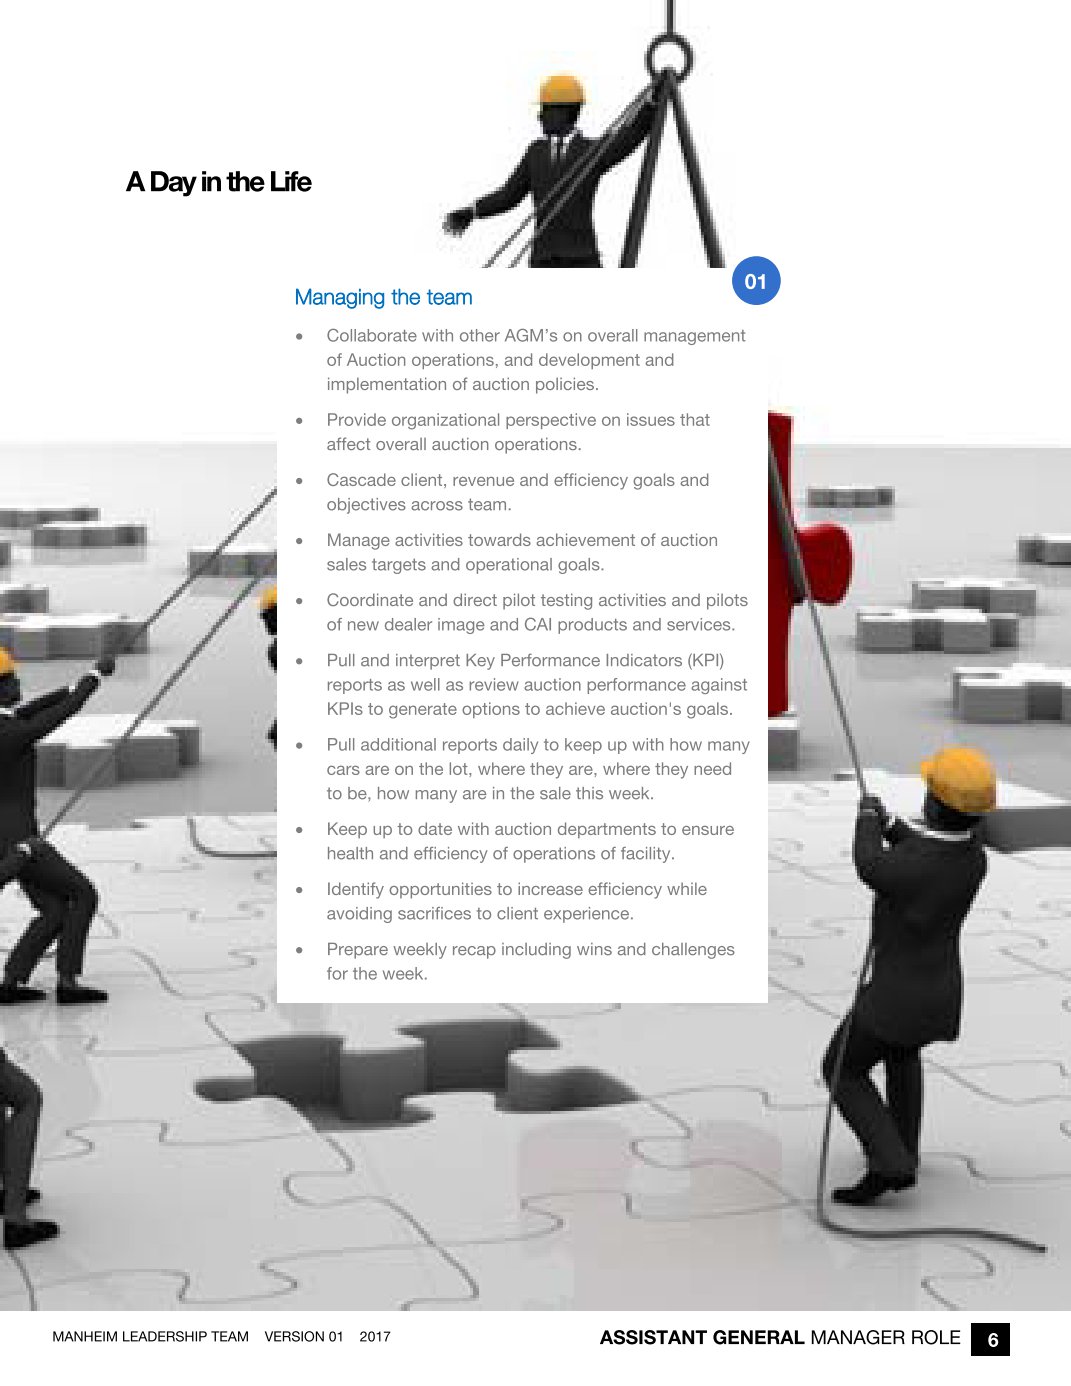 A Day in the Life
01
Managing the team
• Collaborate with other AGM's on overall management
of Auction operations, and development and
implementation of auction policies.
• Provide organizational perspective on issues that
affect overall auction operations.
• Cascade client, revenue and efficiency goals and
objectives across team.
• Manage activities towards achievement of auction
sales targets and operational goals.
• Coordinate and direct pilot testing activities and pilots
of new dealer image and CAI products and services.
• Pull and interpret Key Performance Indicators (KPI)
reports as well as review auction performance against
KPIs to generate options to achieve auction's goals.
• Pull additional reports daily to keep up with how many
cars are on the lot, where they are, where they need
to be, how many are in the sale this week.
• Keep up to date with auction departments to ensure
health and efficiency of operations of facility.
• Identify opportunities to increase efficiency while
avoiding sacrifices to client experience.
• Prepare weekly recap including wins and challenges
for the week.
MANHEIM LEADERSHIP TEAM VERSION 01 2017
ASSISTANT GENERAL MANAGER ROLE 6